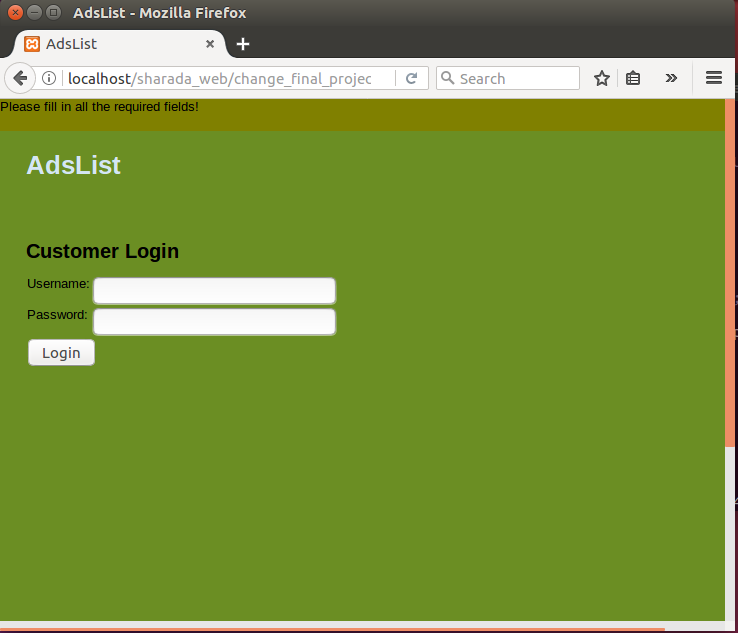 AdsList - Mozilla Firefox
AdsList
localhost/sharada_web/change_final_projec
Search
Please fill in all the required fields!
AdsList
Customer Login
Username:
Password:
Login